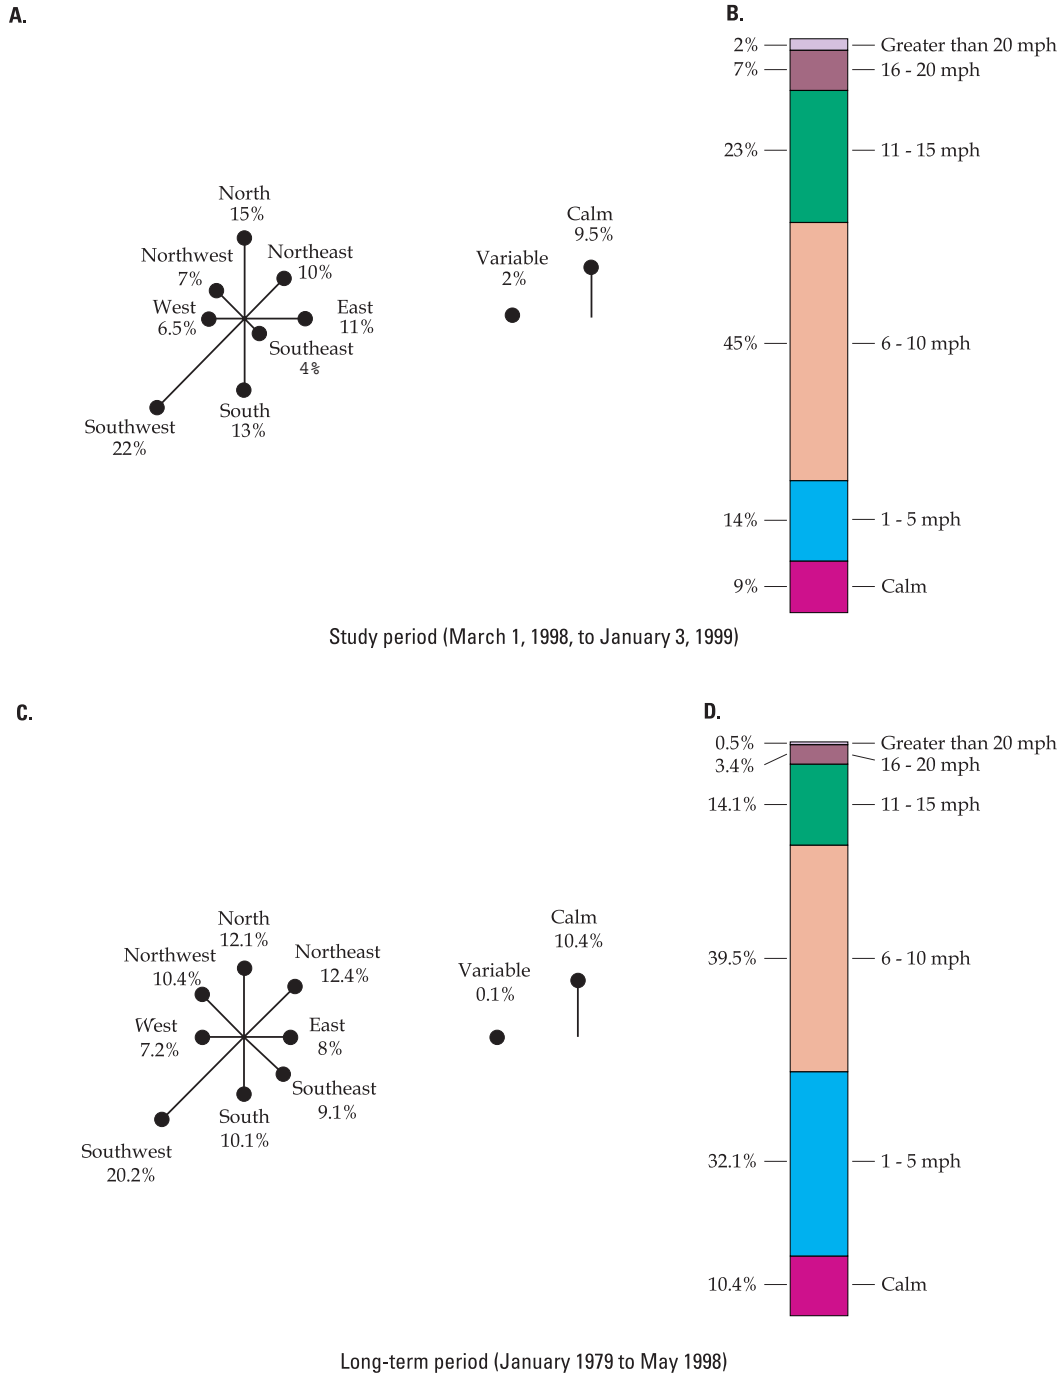 A.
North
15%
Northwest
7%
Northeast
10%
West
6.5%
East
11%
Southeast
4%
South
13%
Southwest
22%
Variable
2%
Calm
9.5%
B.
2% Greater than 20 mph
7% 16 - 20 mph
23% 11 - 15 mph
45% 6 - 10 mph
14% 1 - 5 mph
9% Calm
Study period (March 1, 1998, to January 3, 1999)
C.
North
12.1%
Northwest
10.4%
Northeast
12.4%
West
7.2%
East
8%
Southeast
9.1%
South
10.1%
Southwest
20.2%
Variable
0.1%
Calm
10.4%
D.
0.5% Greater than 20 mph
3.4% 16 - 20 mph
14.1% 11 - 15 mph
39.5% 6 - 10 mph
32.1% 1 - 5 mph
10.4% Calm
Long-term period (January 1979 to May 1998)